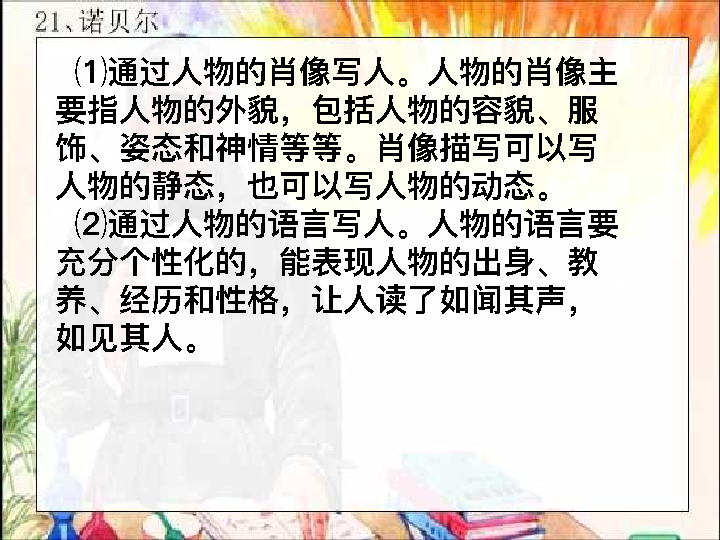 21、诺贝尔
⑴通过人物的肖像写人。人物的肖像主
要指人物的外貌，包括人物的容貌、服
饰、姿态和神情等等。肖像描写可以写
人物的静态，也可以写人物的动态。
⑵通过人物的语言写人。人物的语言要
充分个性化的，能表现人物的出身、教
养、经历和性格，让人读了如闻其声，
如见其人。